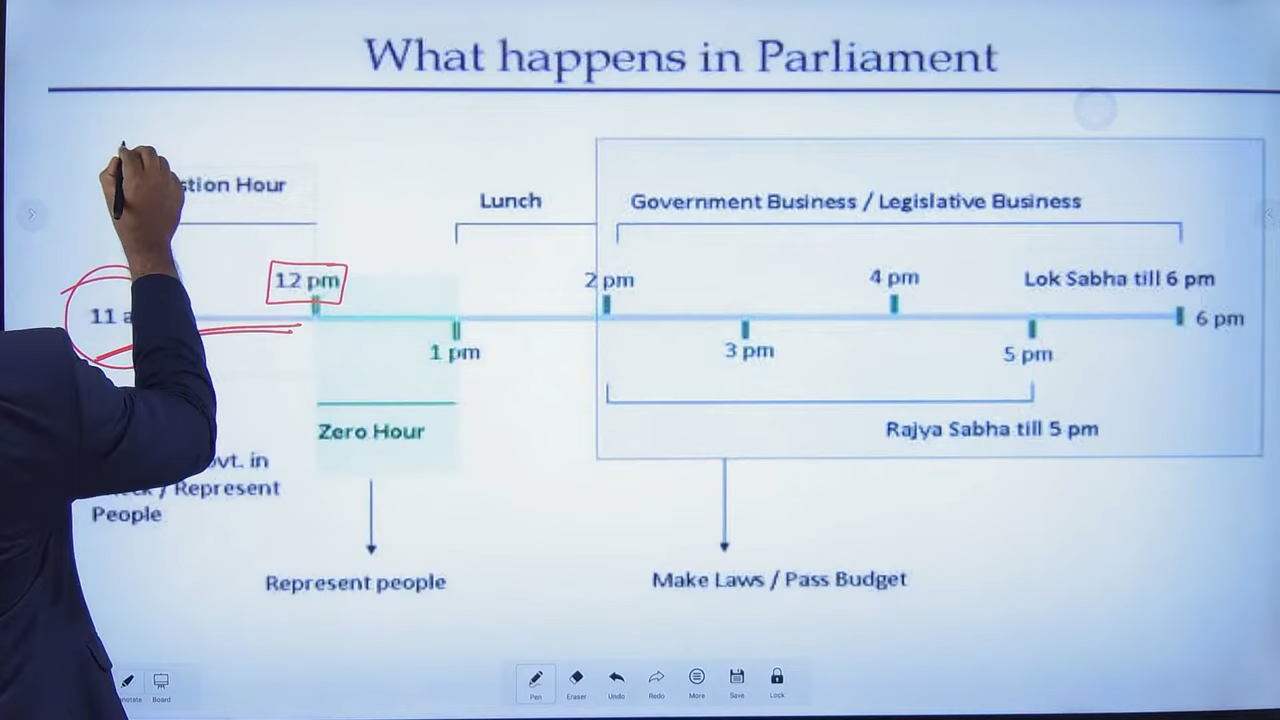 What happens in Parliament
stion Hour
Lunch
Government Business / Legislative Business
12 pm
2 pm
4 pm
Lok Sabha till 6 pm
11
6 pm
1 pm
3 pm
5 pm
Zero Hour
Rajya Sabha till 5 pm
ovt. in
/ Represent
People
Represent people
Make Laws / Pass Budget
Board
Pen
Eraser
Undo
Redo
More
Save
Lock